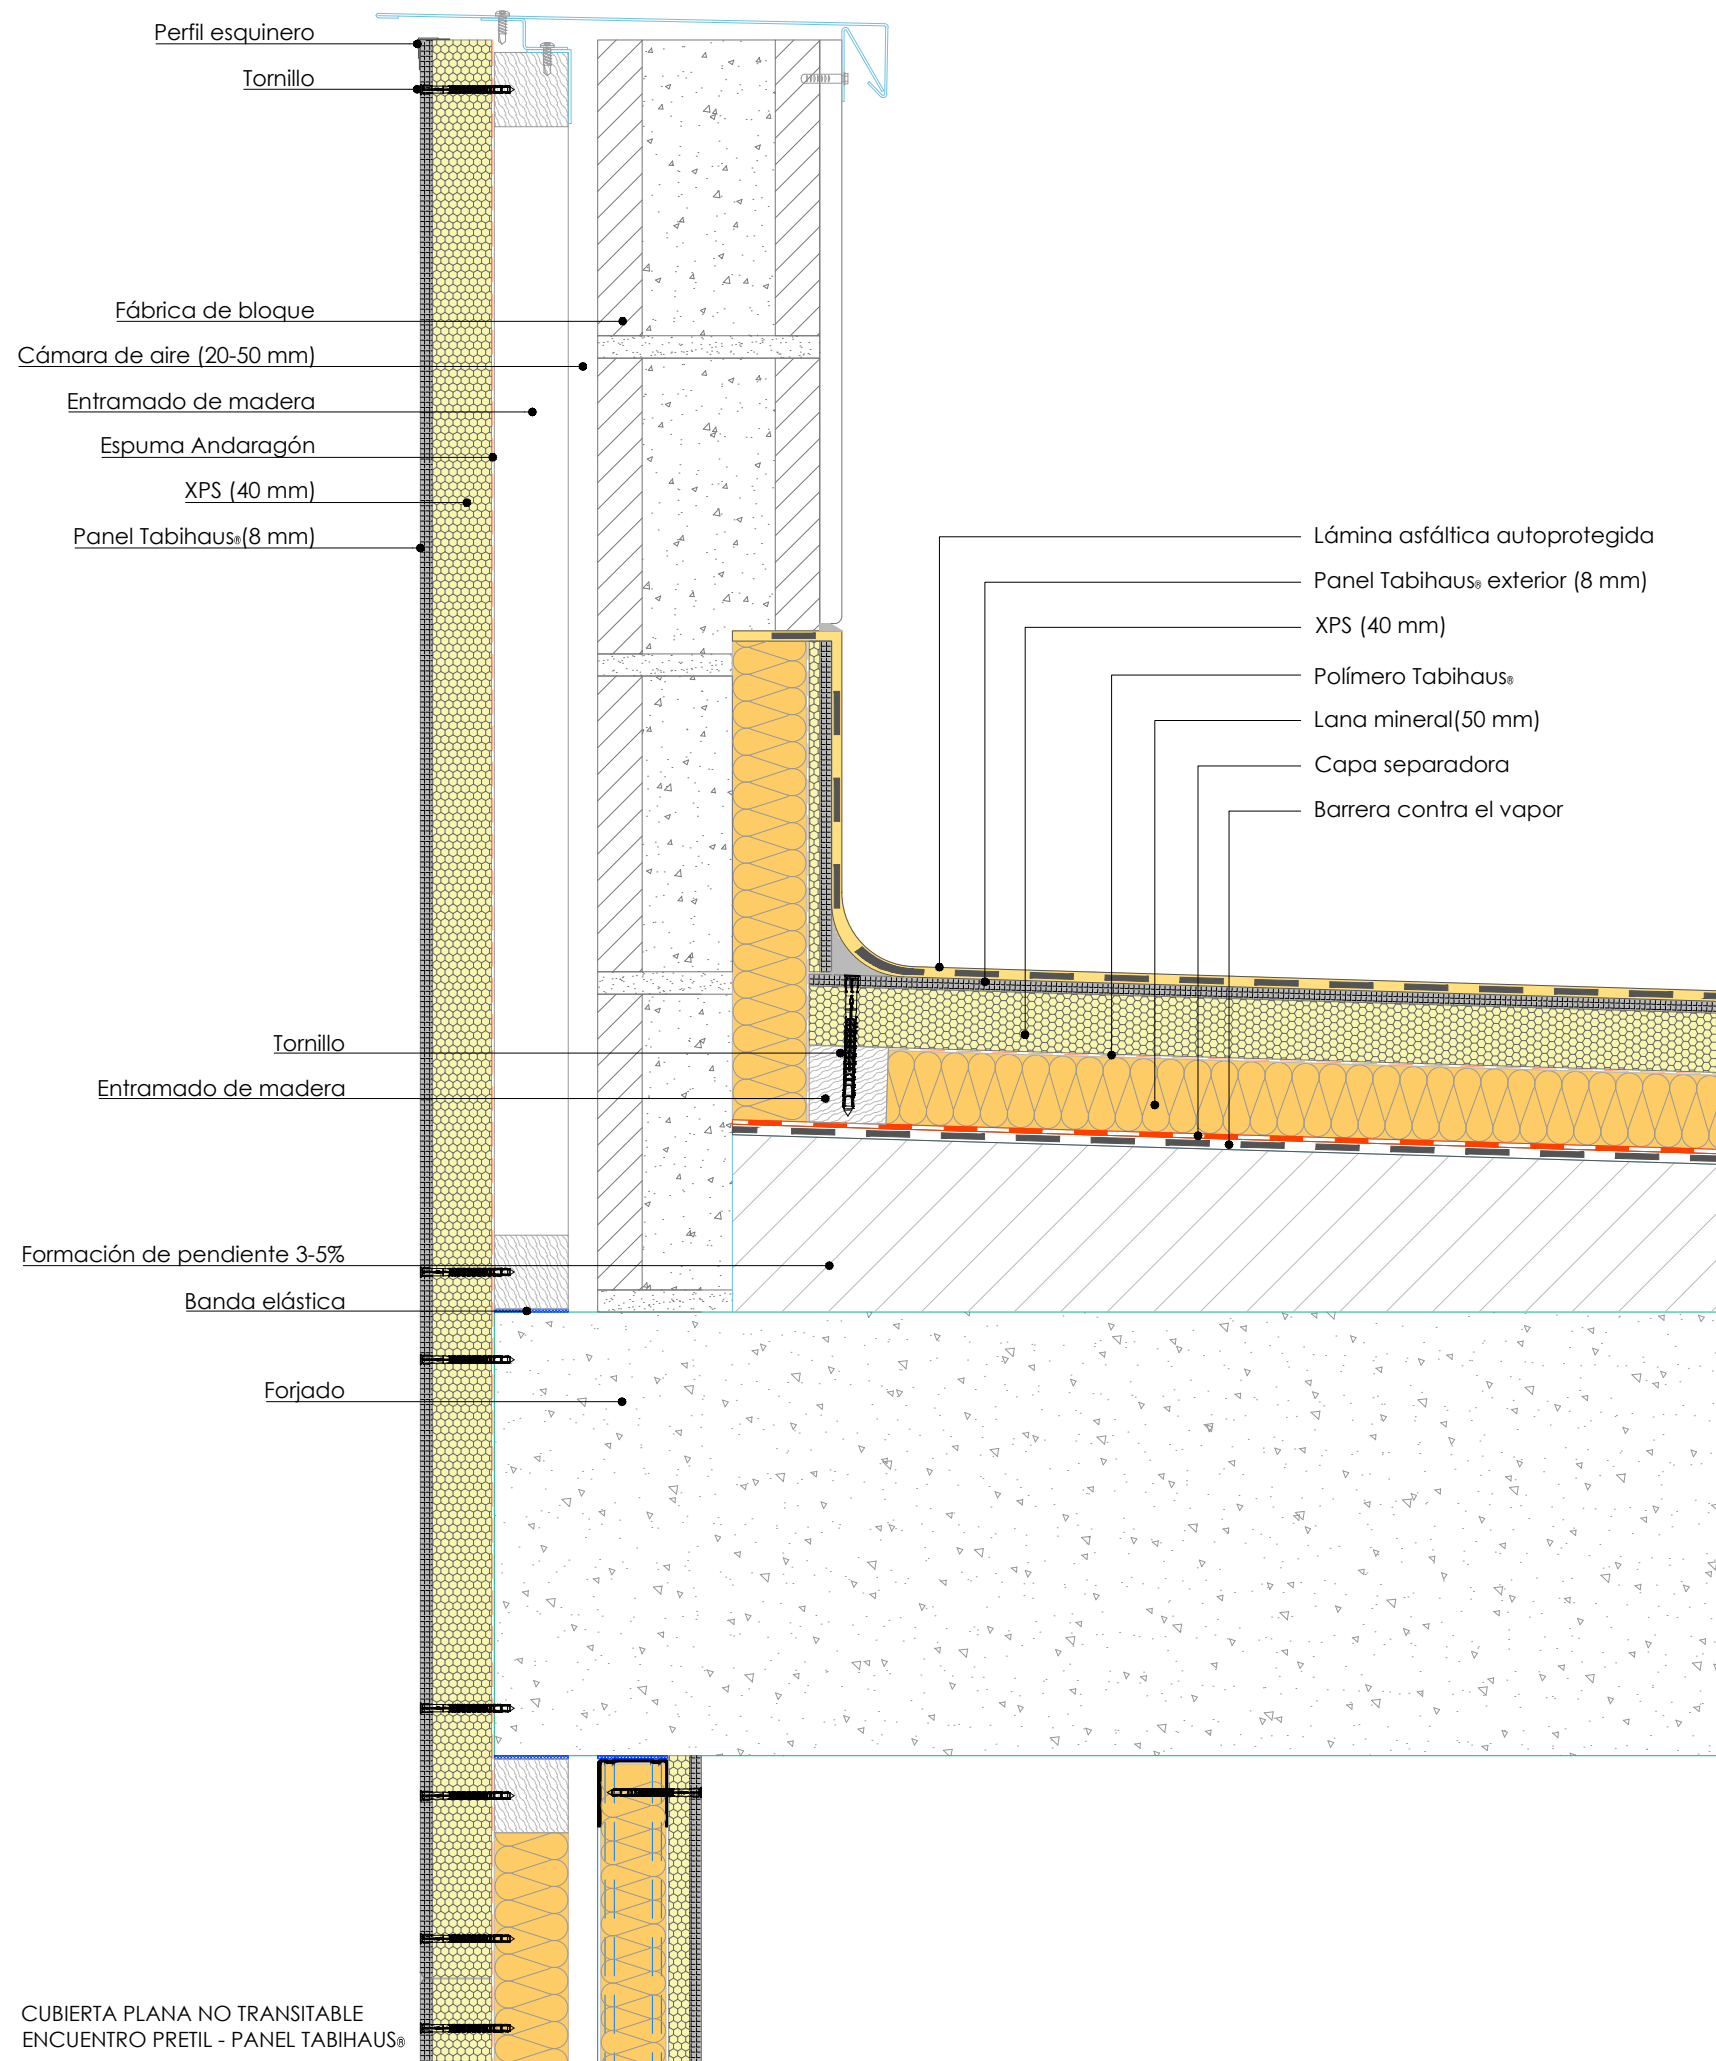 Perfil esquinero
Tornillo
Fábrica de bloque
Cámara de aire (20-50 mm)
Entramado de madera
Espuma Andaragón
XPS (40 mm)
Panel Tabihaus®(8 mm)
Lámina asfáltica autoprotegida
Panel Tabihaus® exterior (8 mm)
XPS (40 mm)
Polímero Tabihaus®
Lana mineral(50 mm)
Capa separadora
Barrera contra el vapor
Tornillo
Entramado de madera
Formación de pendiente 3-5%
Banda elástica
Forjado
CUBIERTA PLANA NO TRANSITABLE
ENCUENTRO PRETIL - PANEL TABIHAUS®